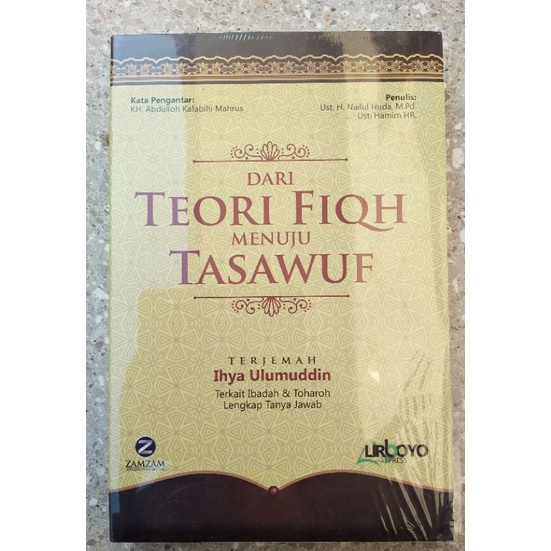 Kata Pengantar:
KH. Abdulloh Kafabihi Mahrus
Penulis:
Ust. H. Nailul Huda, M.Pd.
Ust. Hamim HR.
DARI
TEORI FIQH
MENUJU
TASAWUF
TERJEMAH
Ihya Ulumuddin
Terkait Ibadah & Toharoh
Lengkap Tanya Jawab
Z
ZAMZAM
LIRBOYO
PRESS